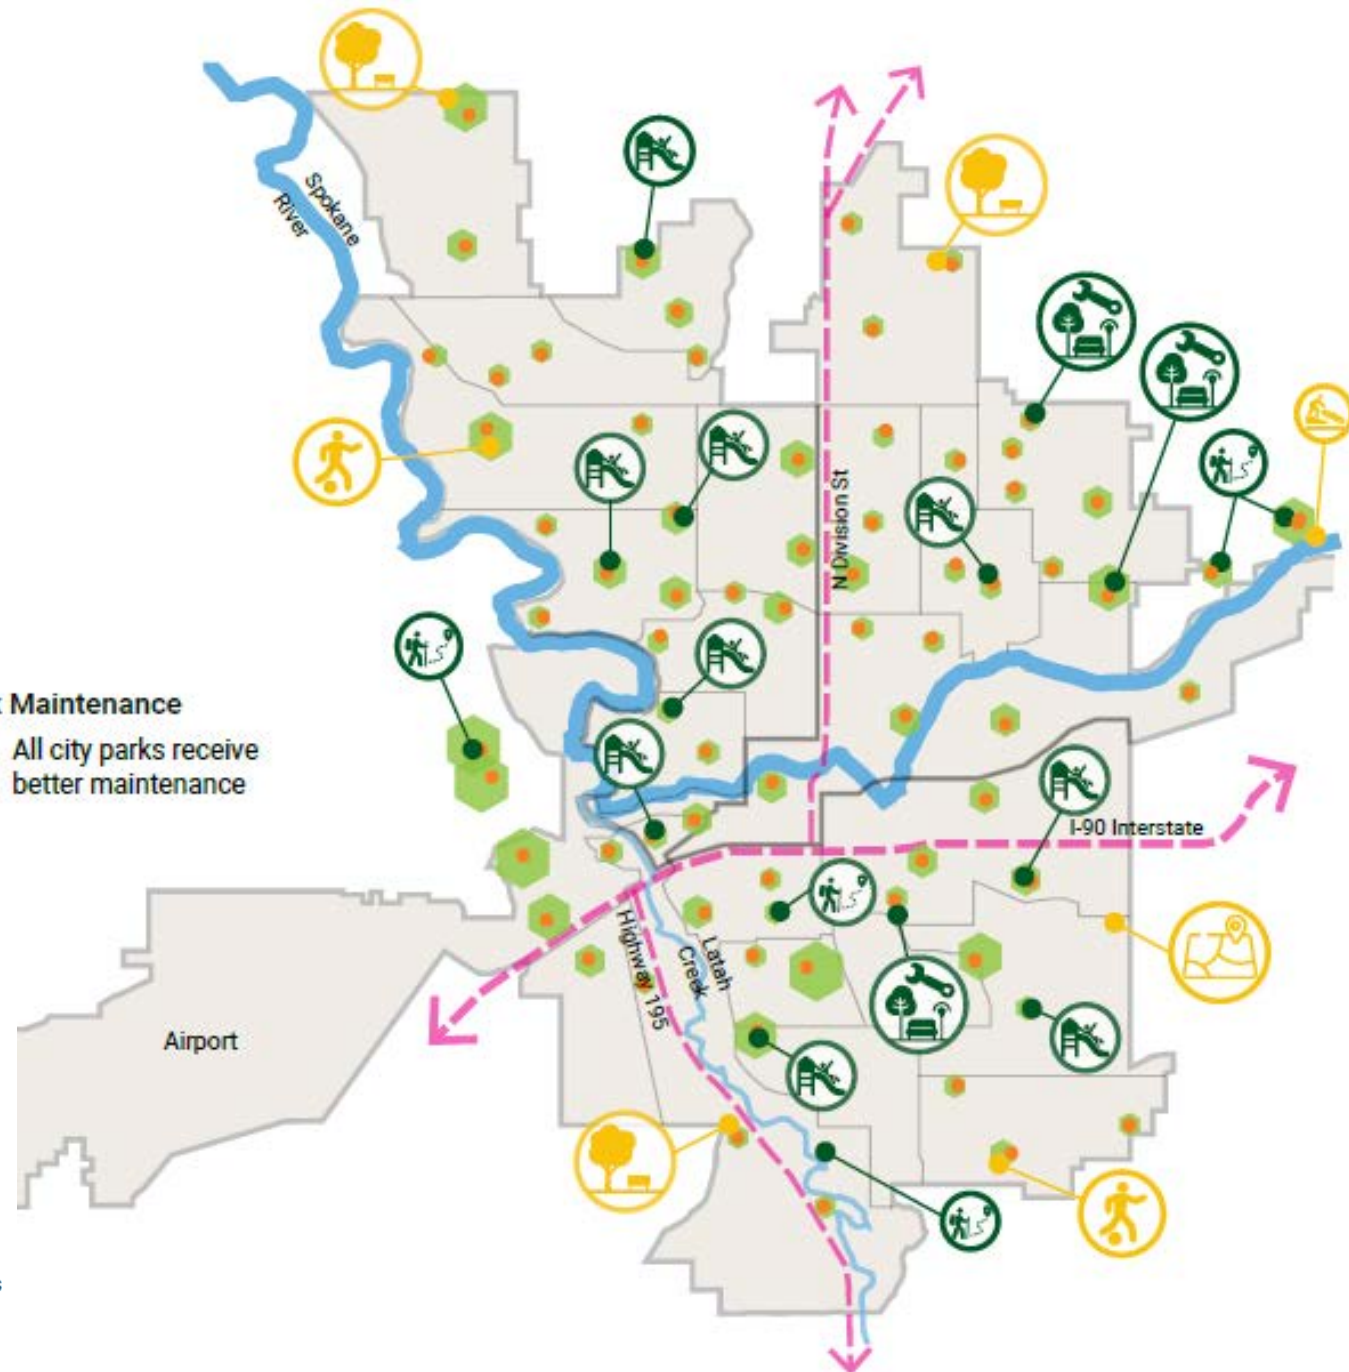 Spokane
River
N Division St
Maintenance
All city parks receive
better maintenance
I-90 Interstate
Highway 195
Latah
Creek
Airport